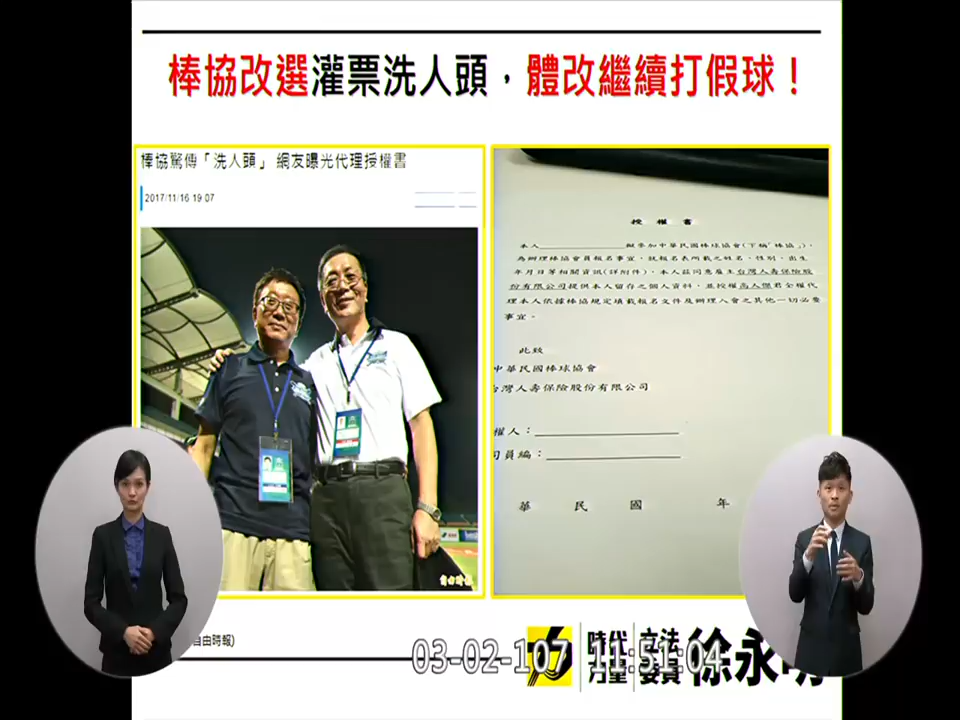 棒協改選灌票洗人頭，體改繼續打假球！
棒協驚傳「洗人頭」 網友曝光代理授權書
2017/11/16 19:07
自由時報
授 權 書
本人 擬參加中華民國棒球協會(下稱「棒協」)，
為辦理棒協會員報名事宜，就報名表所載之姓名、性別、出生
年月日等相關資訊(詳附件)，本人茲同意雇主台灣人壽保險股
份有限公司提供本人留存之個人資料，並授權高人傑君全權代
理本人依據棒協規定填載報名文件及辦理入會之其他一切必要
事宜。
此致
中華民國棒球協會
台灣人壽保險股份有限公司
權人：
司員編：
華 民 國 年
自由時報)
時代力量 立法委員 徐永明
03-02-107 11:51:04